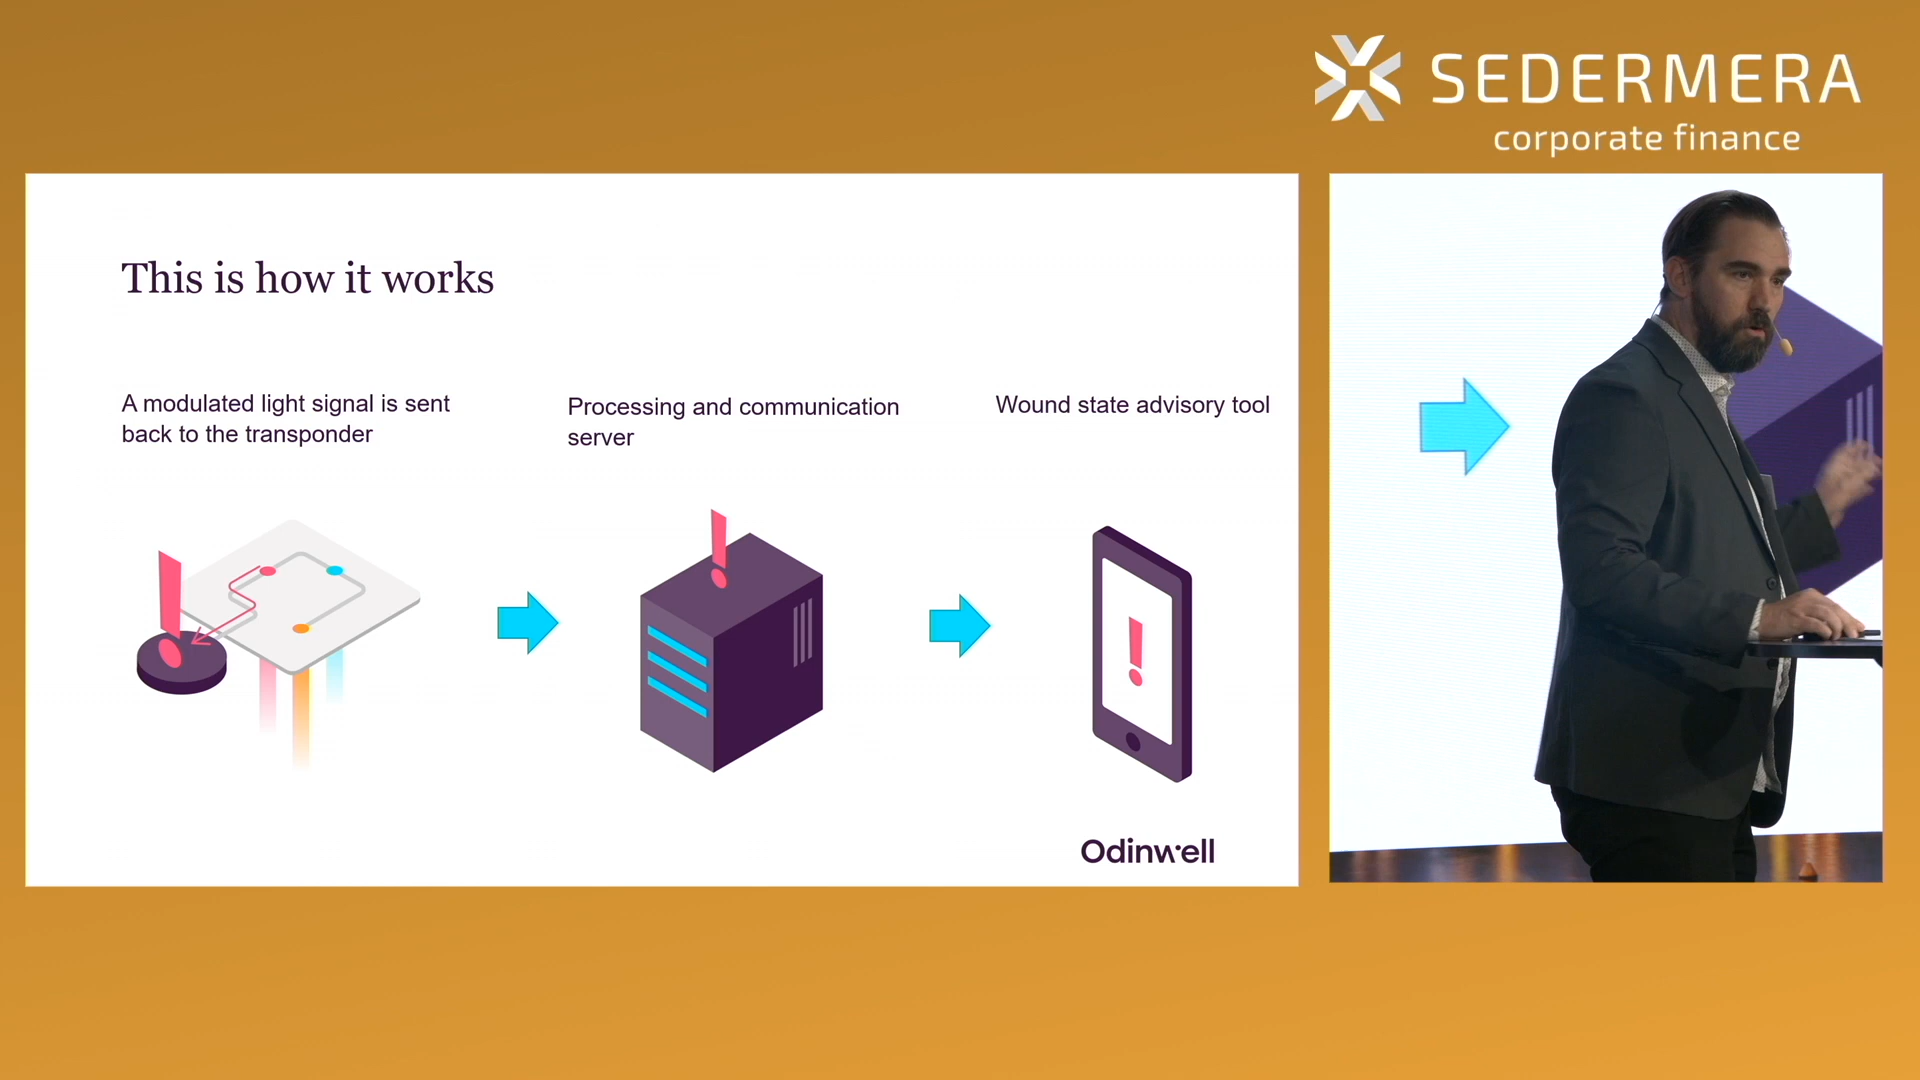 SEDERMERA
corporate finance
This is how it works
A modulated light signal is sent
back to the transponder
Processing and communication
server
Wound state advisory tool
Odinwell